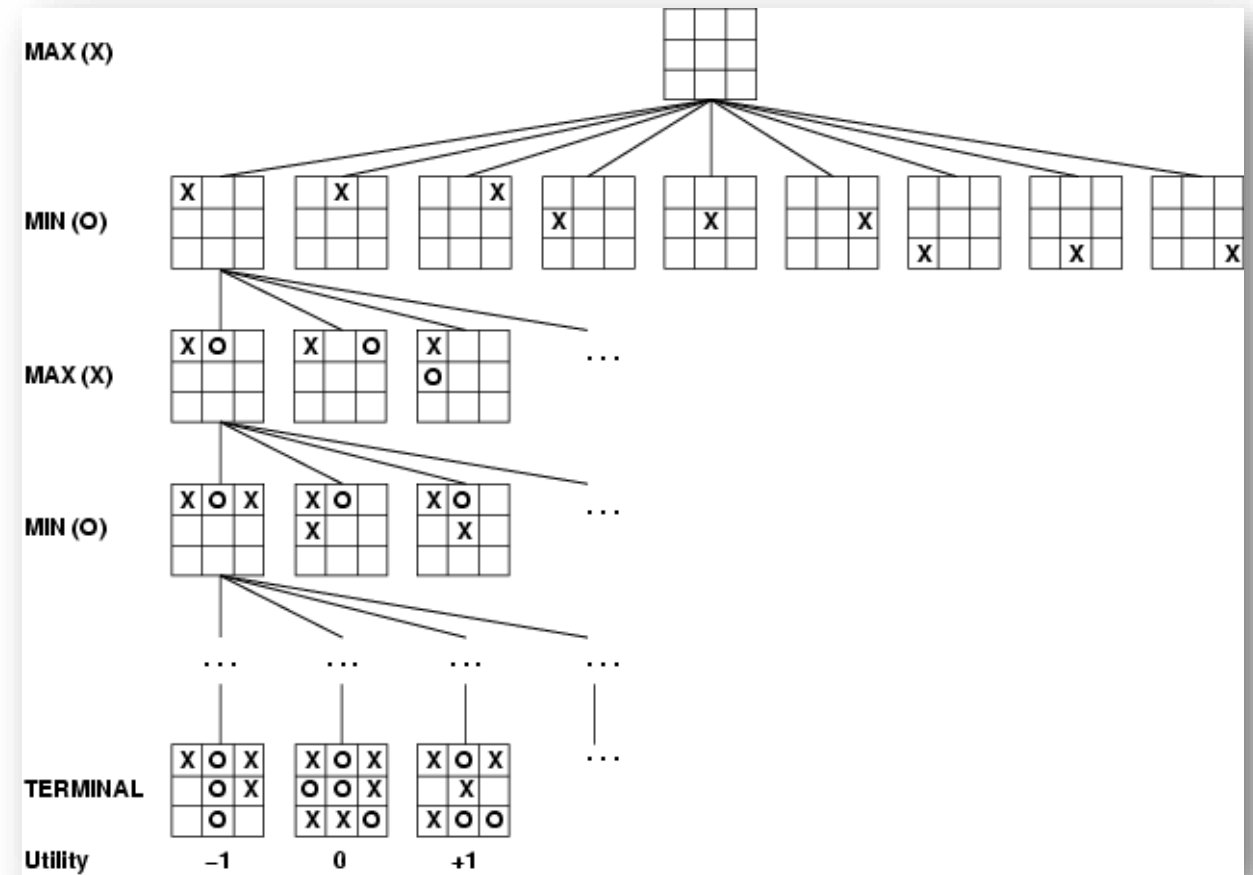 MAX (X)
X X X X X X X X X
MIN (O)
X O X O X
O
...
MAX (X)
X O X X O X O
X X
...
MIN (O)
... ... ... ...
X O X X O X X O X
...
O X O O X X
TERMINAL
O X X O X O O
Utility −1 0 +1